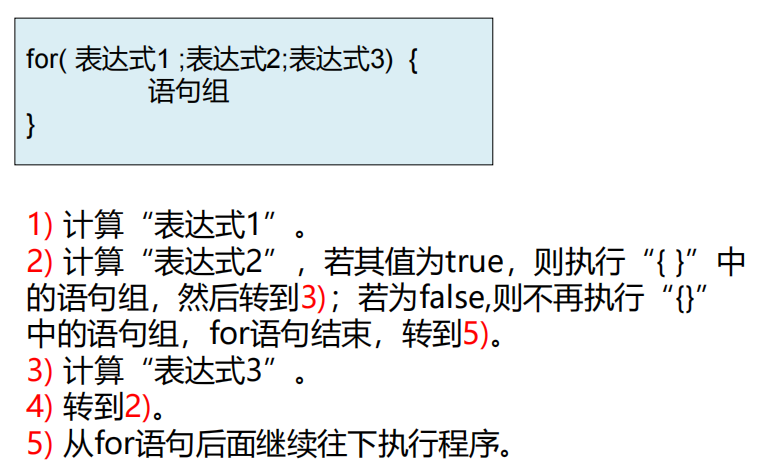 for( 表达式1 ;表达式2;表达式3) {
语句组
}
1) 计算“表达式1”。
2) 计算“表达式2”，若其值为true，则执行“{ }”中
的语句组，然后转到3)；若为false,则不再执行“{}”
中的语句组，for语句结束，转到5)。
3) 计算“表达式3”。
4) 转到2)。
5) 从for语句后面继续往下执行程序。